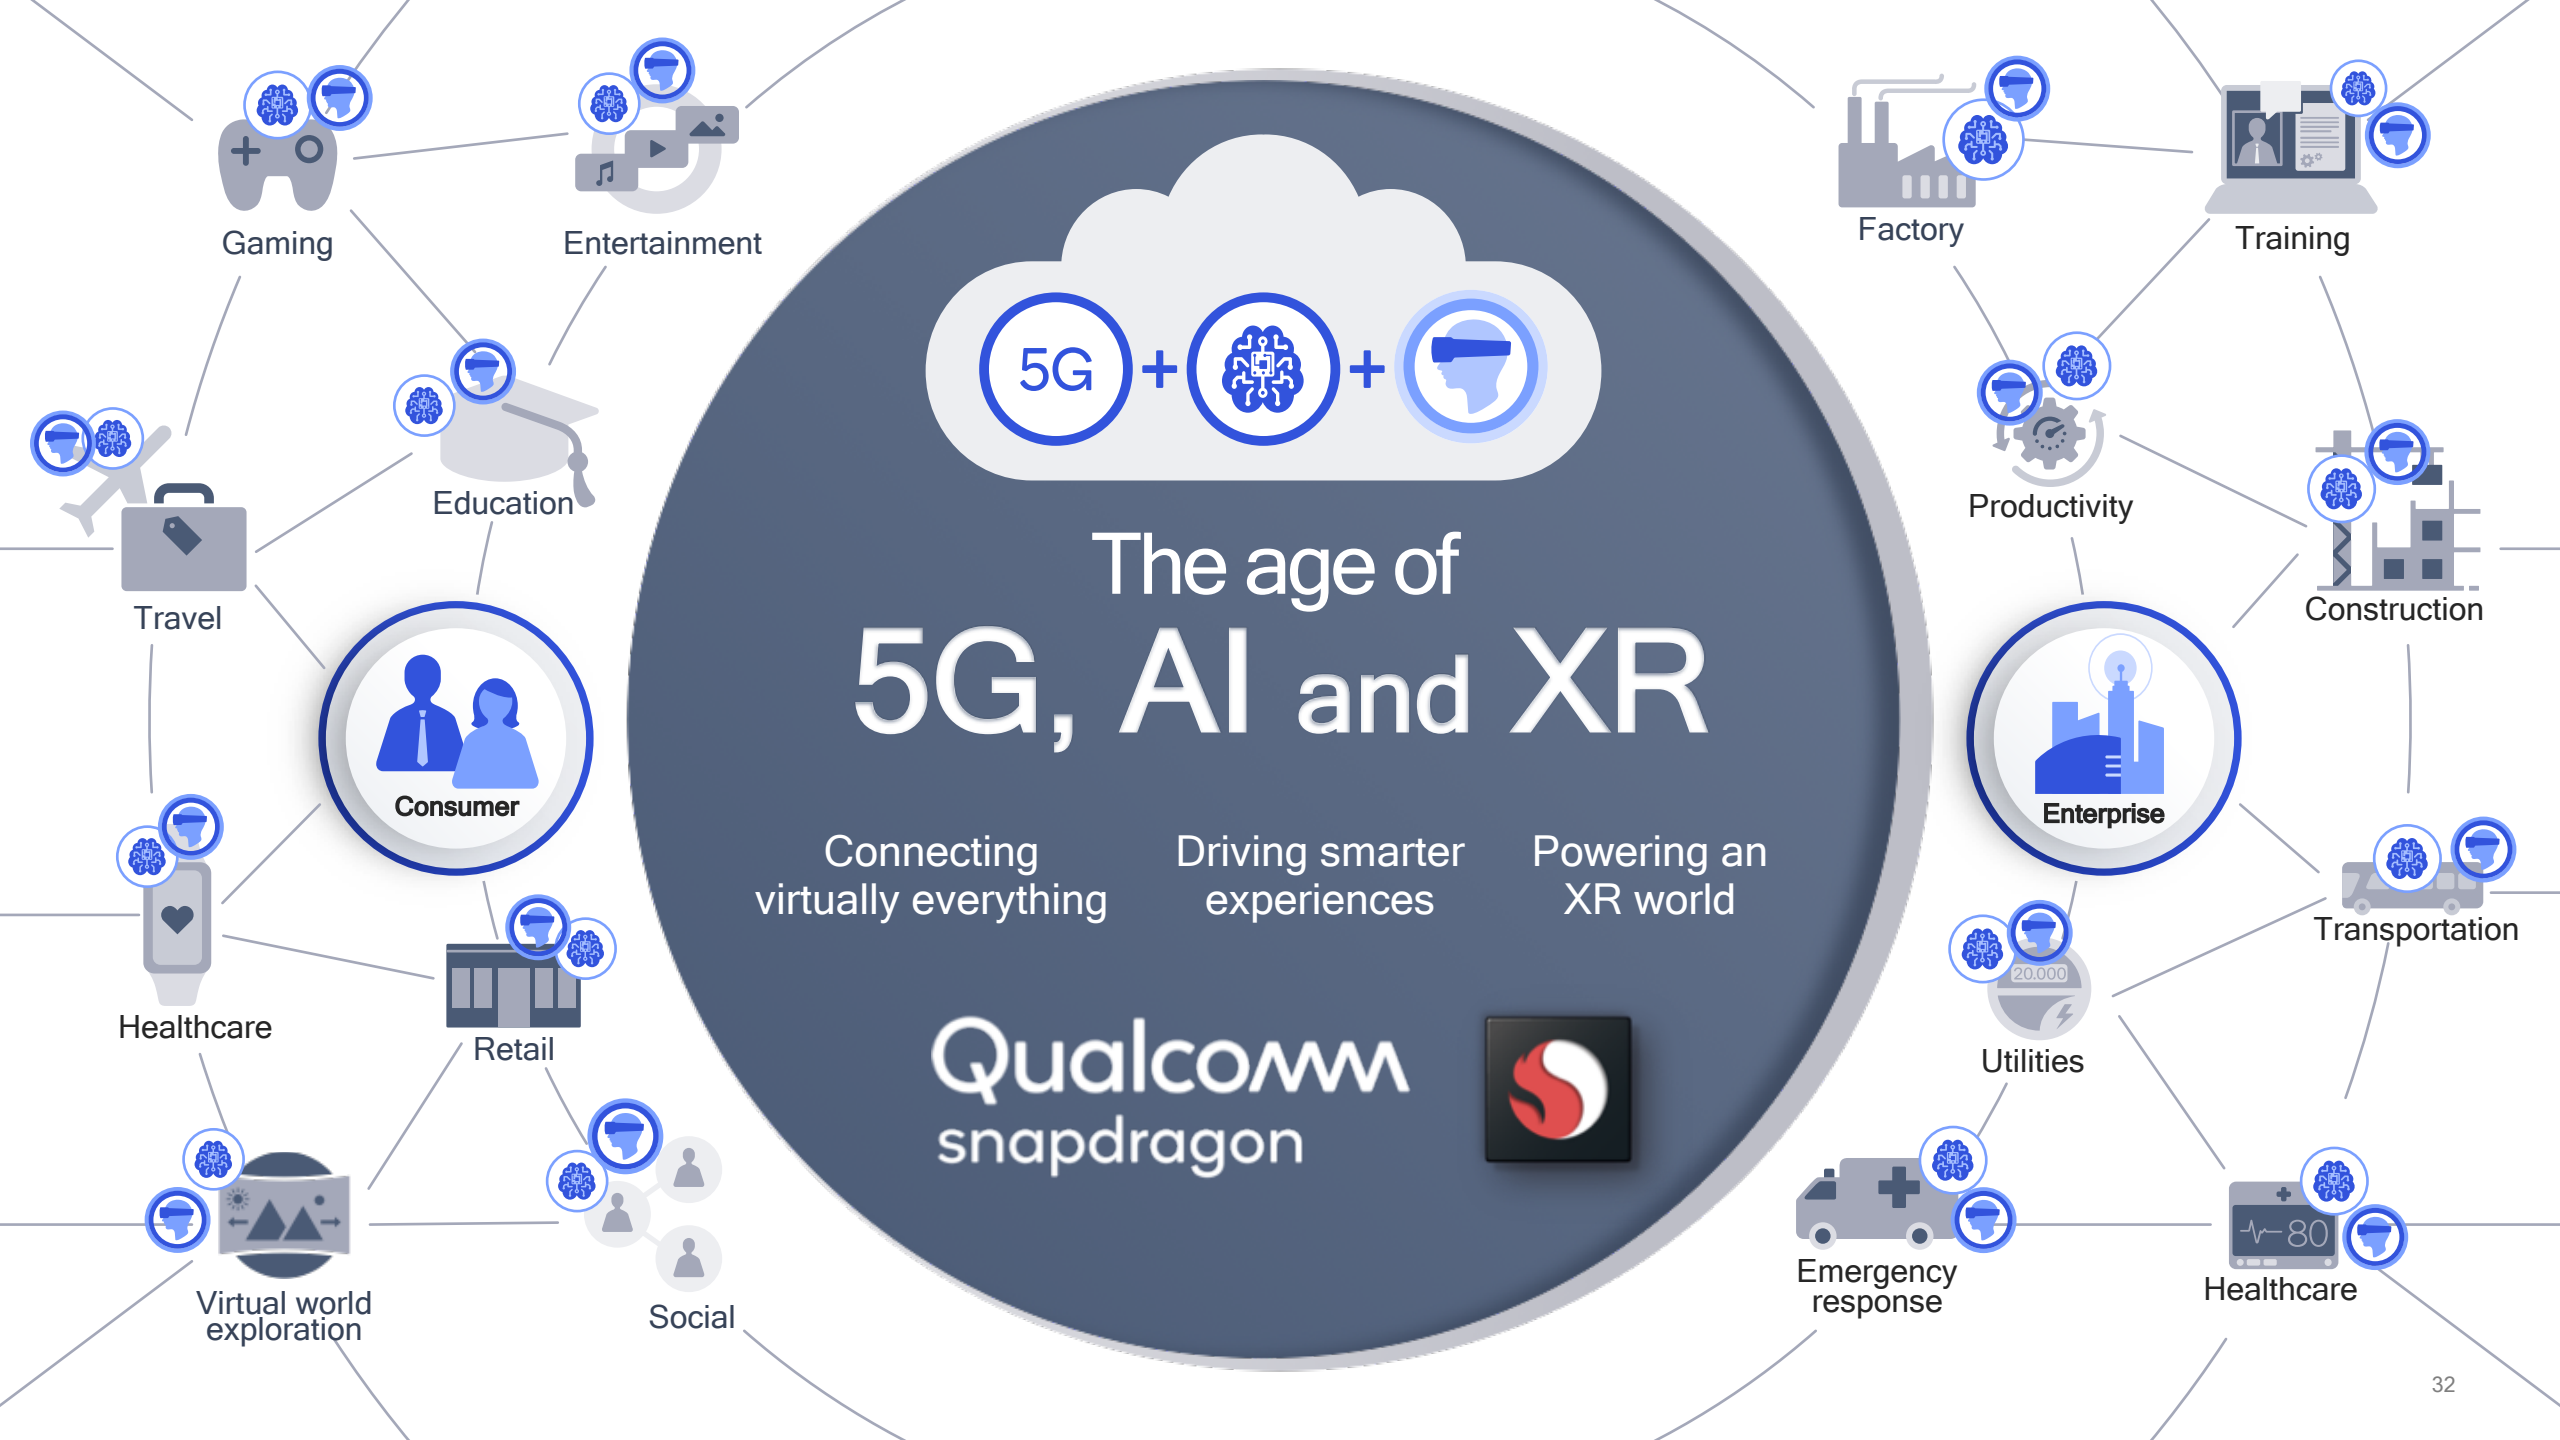 Gaming
Entertainment
Education
Travel
Consumer
Healthcare
Retail
Virtual world
exploration
Social
5G + +
The age of
5G, AI and XR
Connecting
virtually everything
Driving smarter
experiences
Powering an
XR world
Qualcomm
snapdragon
Factory
Training
Productivity
Construction
Enterprise
Transportation
20.000
Utilities
Emergency
response
80
Healthcare
32